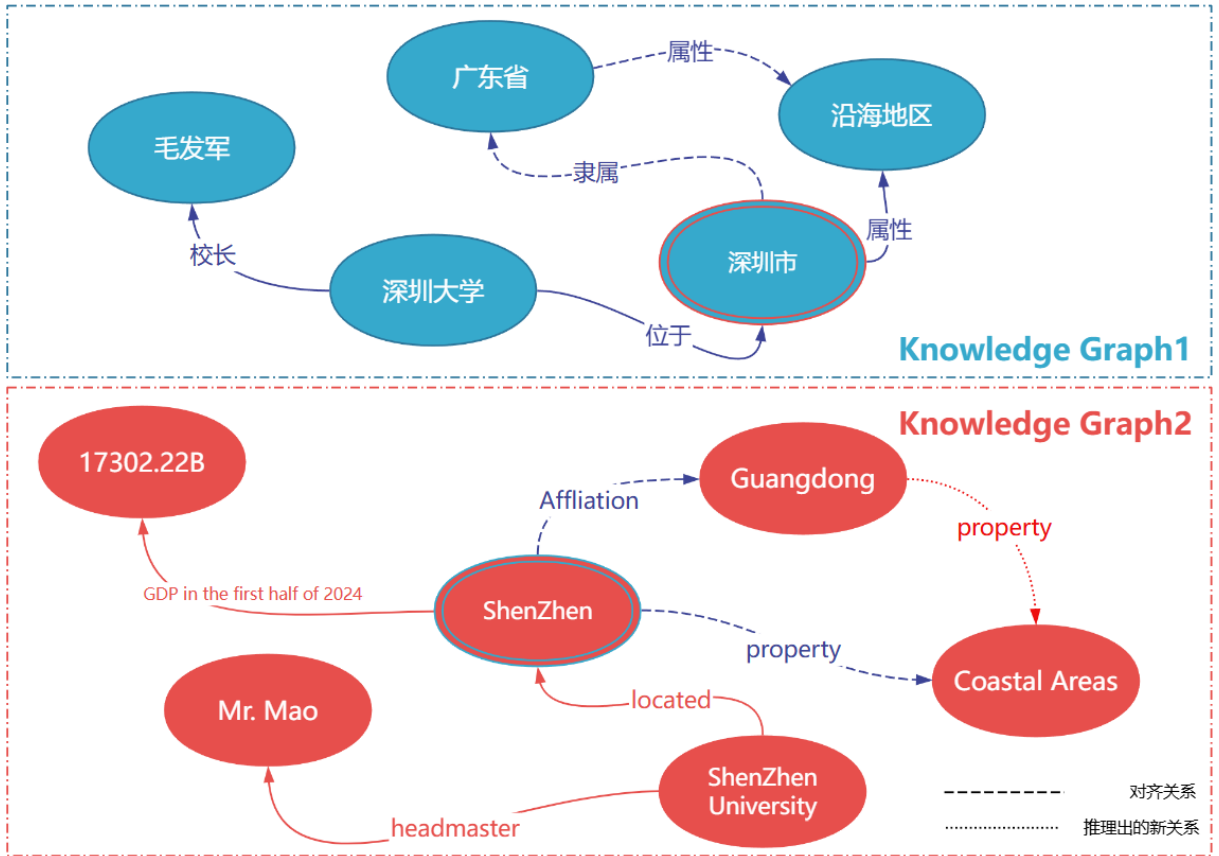 广东省
属性
沿海地区
毛发军
隶属
校长
深圳大学
深圳市
属性
位于
Knowledge Graph1
Knowledge Graph2
17302.22B
Guangdong
Affliation
property
GDP in the first half of 2024
ShenZhen
property
Coastal Areas
Mr. Mao
located
ShenZhen
University
headmaster
对齐关系
推理出的新关系